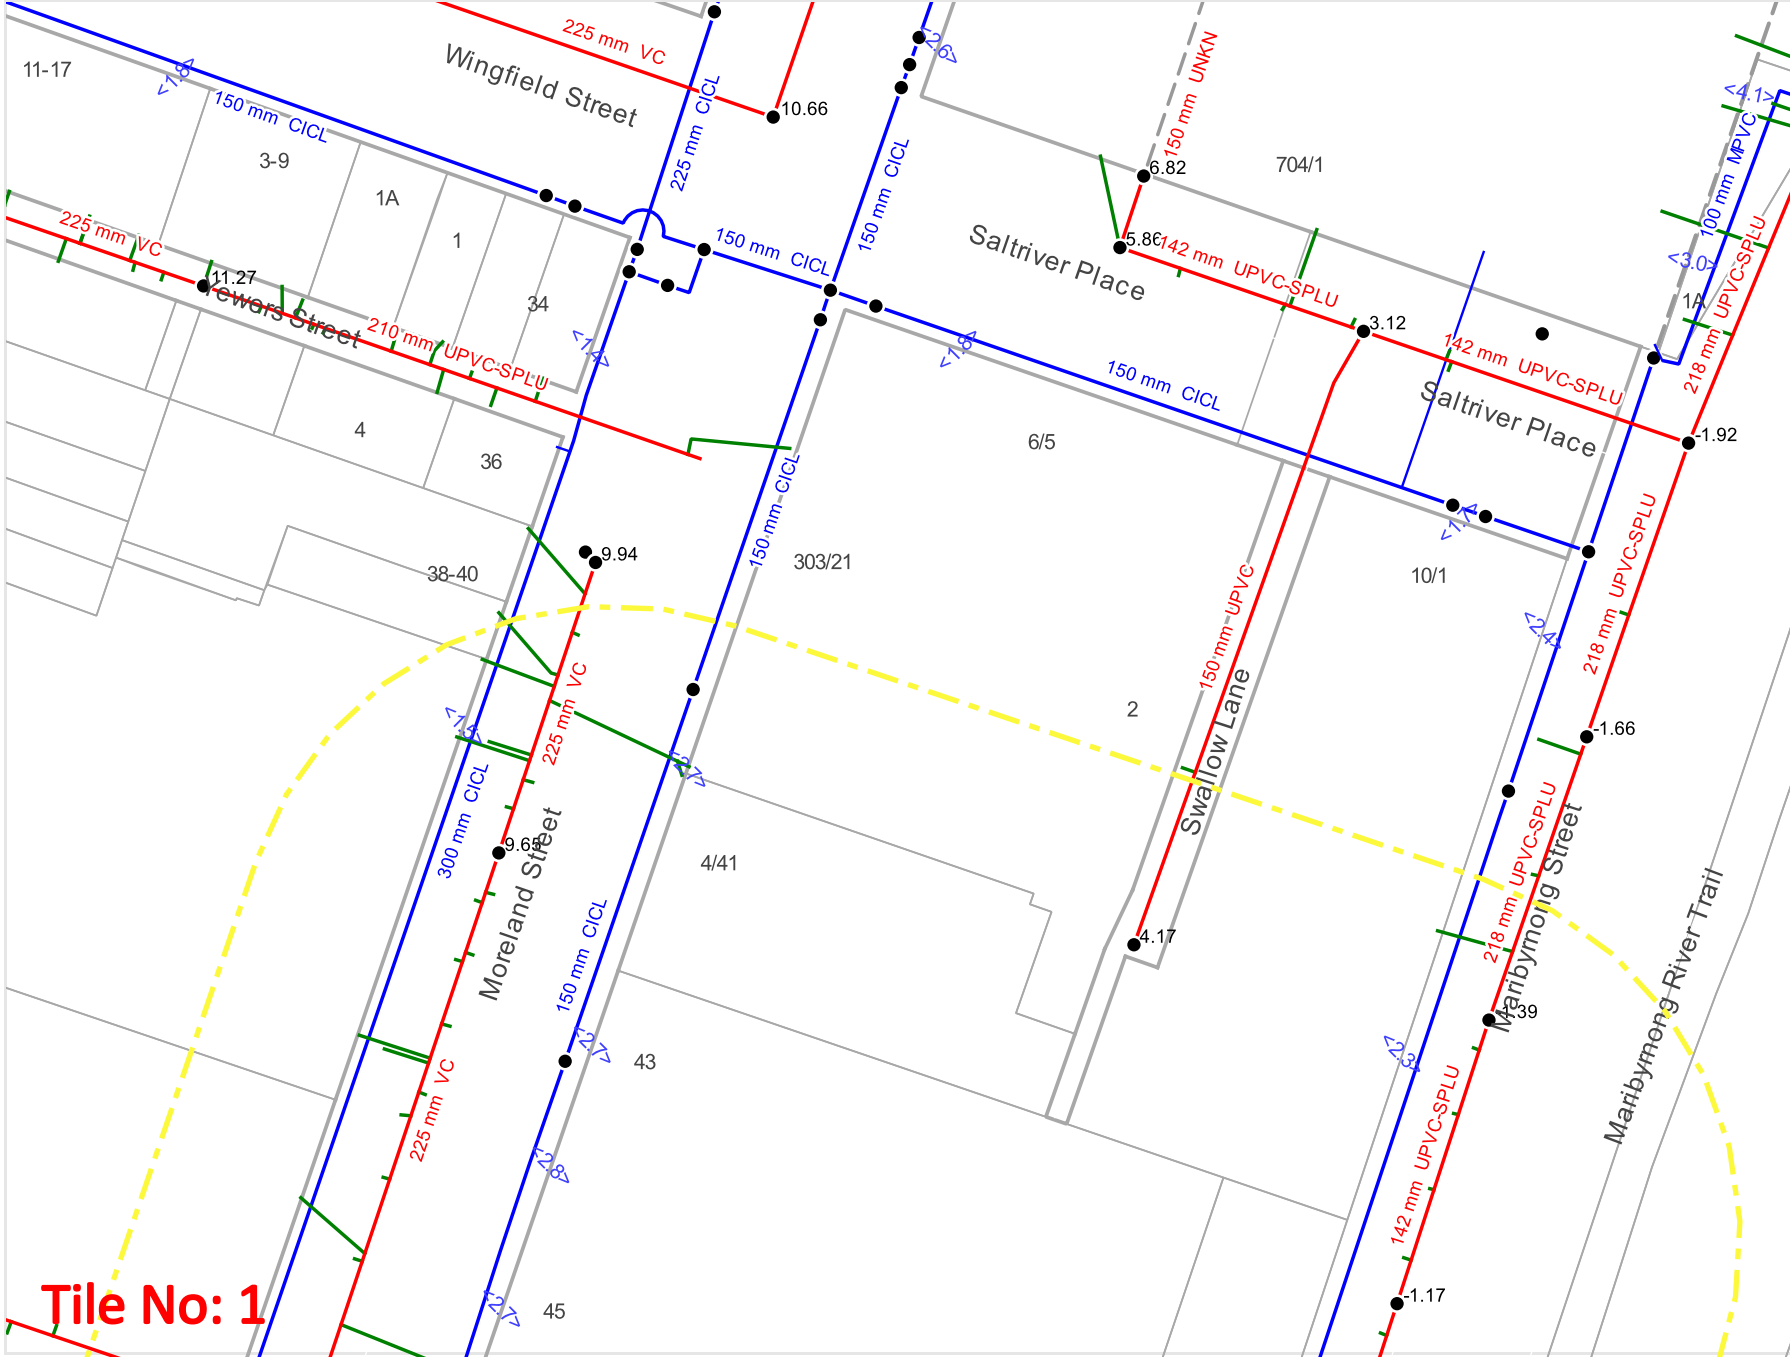 225 mm VC
<2.6>
11-17
Wingfield Street
<1.8>
150 mm CICL
225 mm CICL
10.66
150 mm UNKN
<4.1>
3-9
150 mm CICL
6.82
704/1
100 mm MPVC
1A
225 mm VC
1
150 mm CICL
Saltriver Place
5.86
142 mm UPVC-SPLU
<3.0>
11.27
Yewers Street
34
1A
218 mm UPVC-SPLU
210 mm UPVC-SPLU
<1.4>
<1.8>
3.12
142 mm UPVC-SPLU
150 mm CICL
Saltriver Place
4
36
6/5
-1.92
150 mm CICL
<1.7>
9.94
303/21
38-40
10/1
218 mm UPVC-SPLU
<2.4>
150 mm UPVC
225 mm VC
<1.5>
2
Swallow Lane
-1.66
<2.7>
300 mm CICL
9.65
Moreland Street
4/41
218 mm UPVC-SPLU
Maribymong Street
150 mm CICL
4.17
Maribymong River Trail
-1.39
<2.7>
43
<2.3>
225 mm VC
142 mm UPVC-SPLU
<2.8>
Tile No: 1
<2.7>
45
-1.17